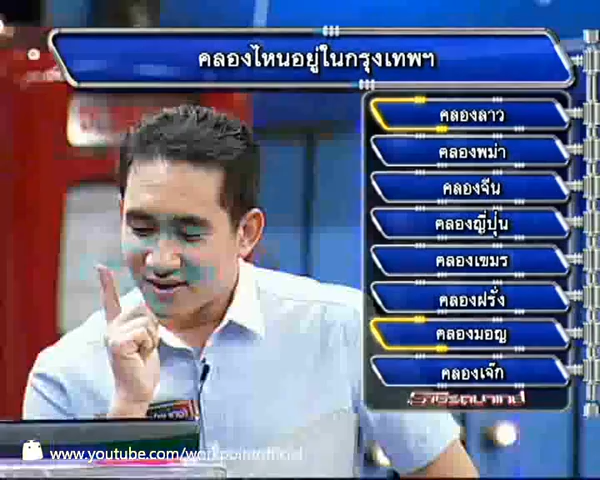 คลองไหนอยู่ในกรุงเทพฯ
คลองลาว
คลองพม่า
คลองจีน
คลองญี่ปุ่น
คลองเขมร
คลองฝรั่ง
คลองมอญ
คลองเจ๊ก
www.youtube.com/workpointofficial